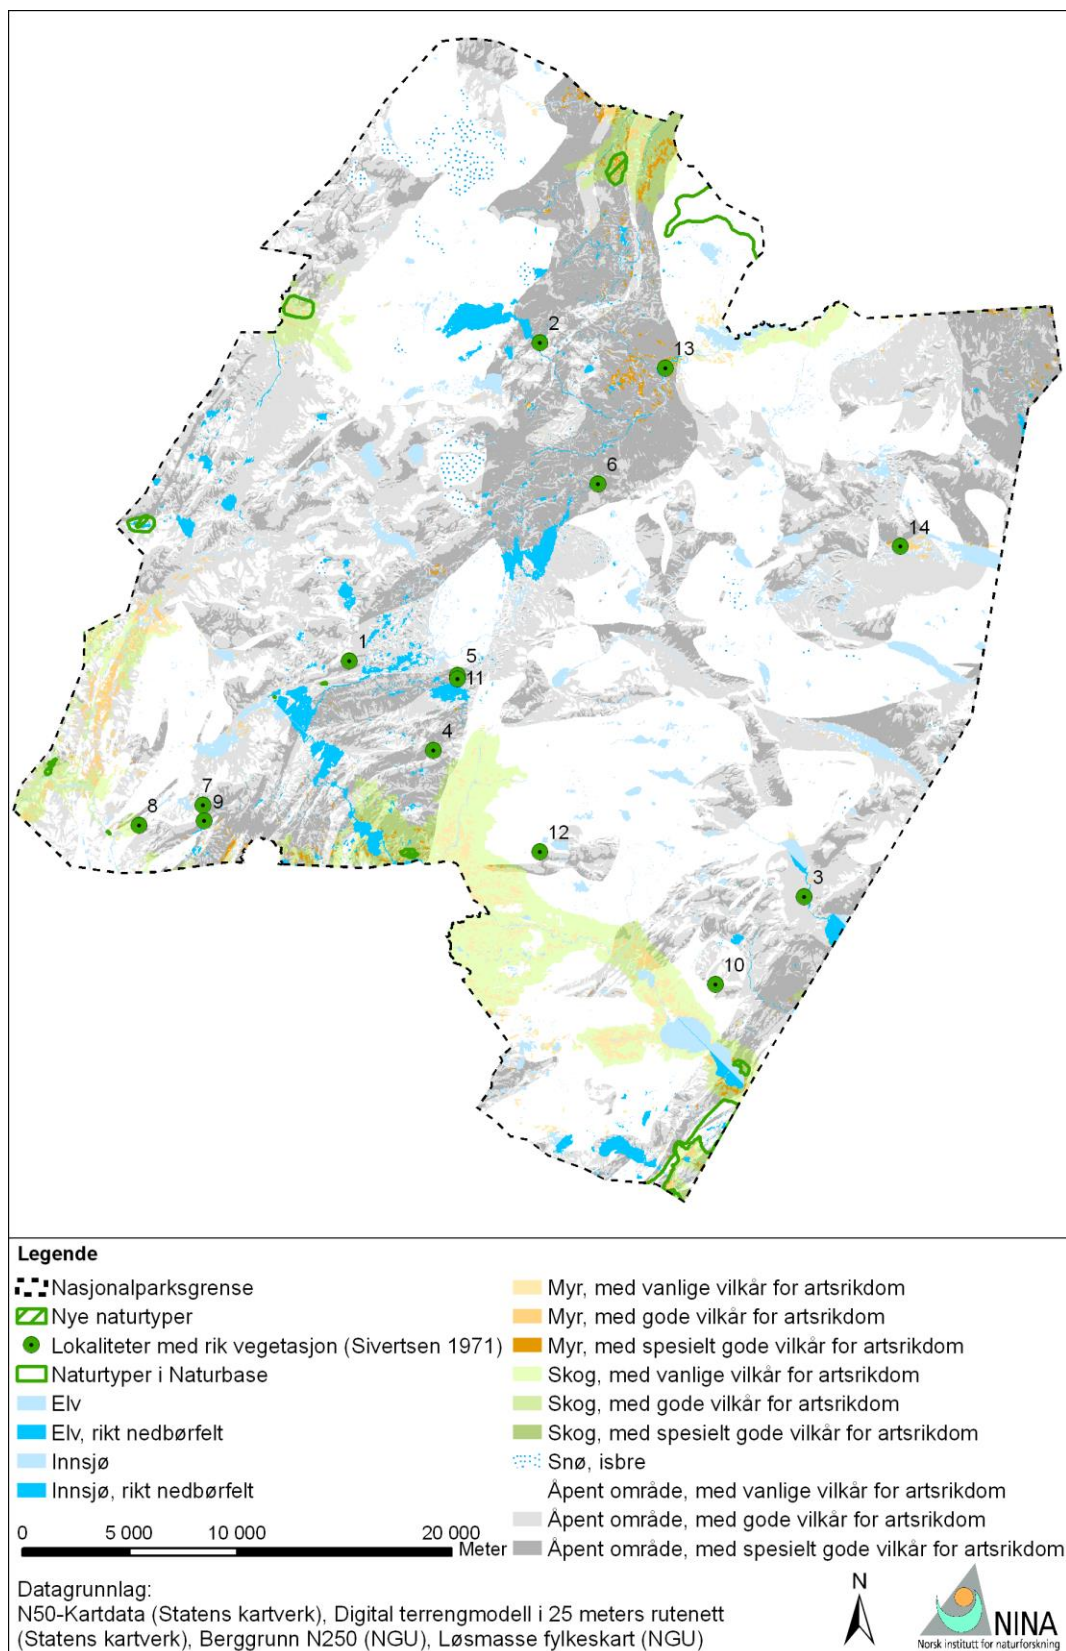 2
13
6
14
1
5
11
4
7
9
8
12
3
10
Legende
Nasjonalparksgrense
Nye naturtyper
Lokaliteter med rik vegetasjon (Sivertsen 1971)
Naturtyper i Naturbase
Elv
Elv, rikt nedbørfelt
Innsjø
Innsjø, rikt nedbørfelt
Myr, med vanlige vilkår for artsrikdom
Myr, med gode vilkår for artsrikdom
Myr, med spesielt gode vilkår for artsrikdom
Skog, med vanlige vilkår for artsrikdom
Skog, med gode vilkår for artsrikdom
Skog, med spesielt gode vilkår for artsrikdom
Snø, isbre
Åpent område, med vanlige vilkår for artsrikdom
Åpent område, med gode vilkår for artsrikdom
Åpent område, med spesielt gode vilkår for artsrikdom
0 5 000 10 000 20 000
Meter
Datagrunnlag:
N50-Kartdata (Statens kartverk), Digital terrengmodell i 25 meters rutenett
(Statens kartverk), Berggrunn N250 (NGU), Løsmasse fylkeskart (NGU)
N
NINA
Norsk institutt for naturforskning